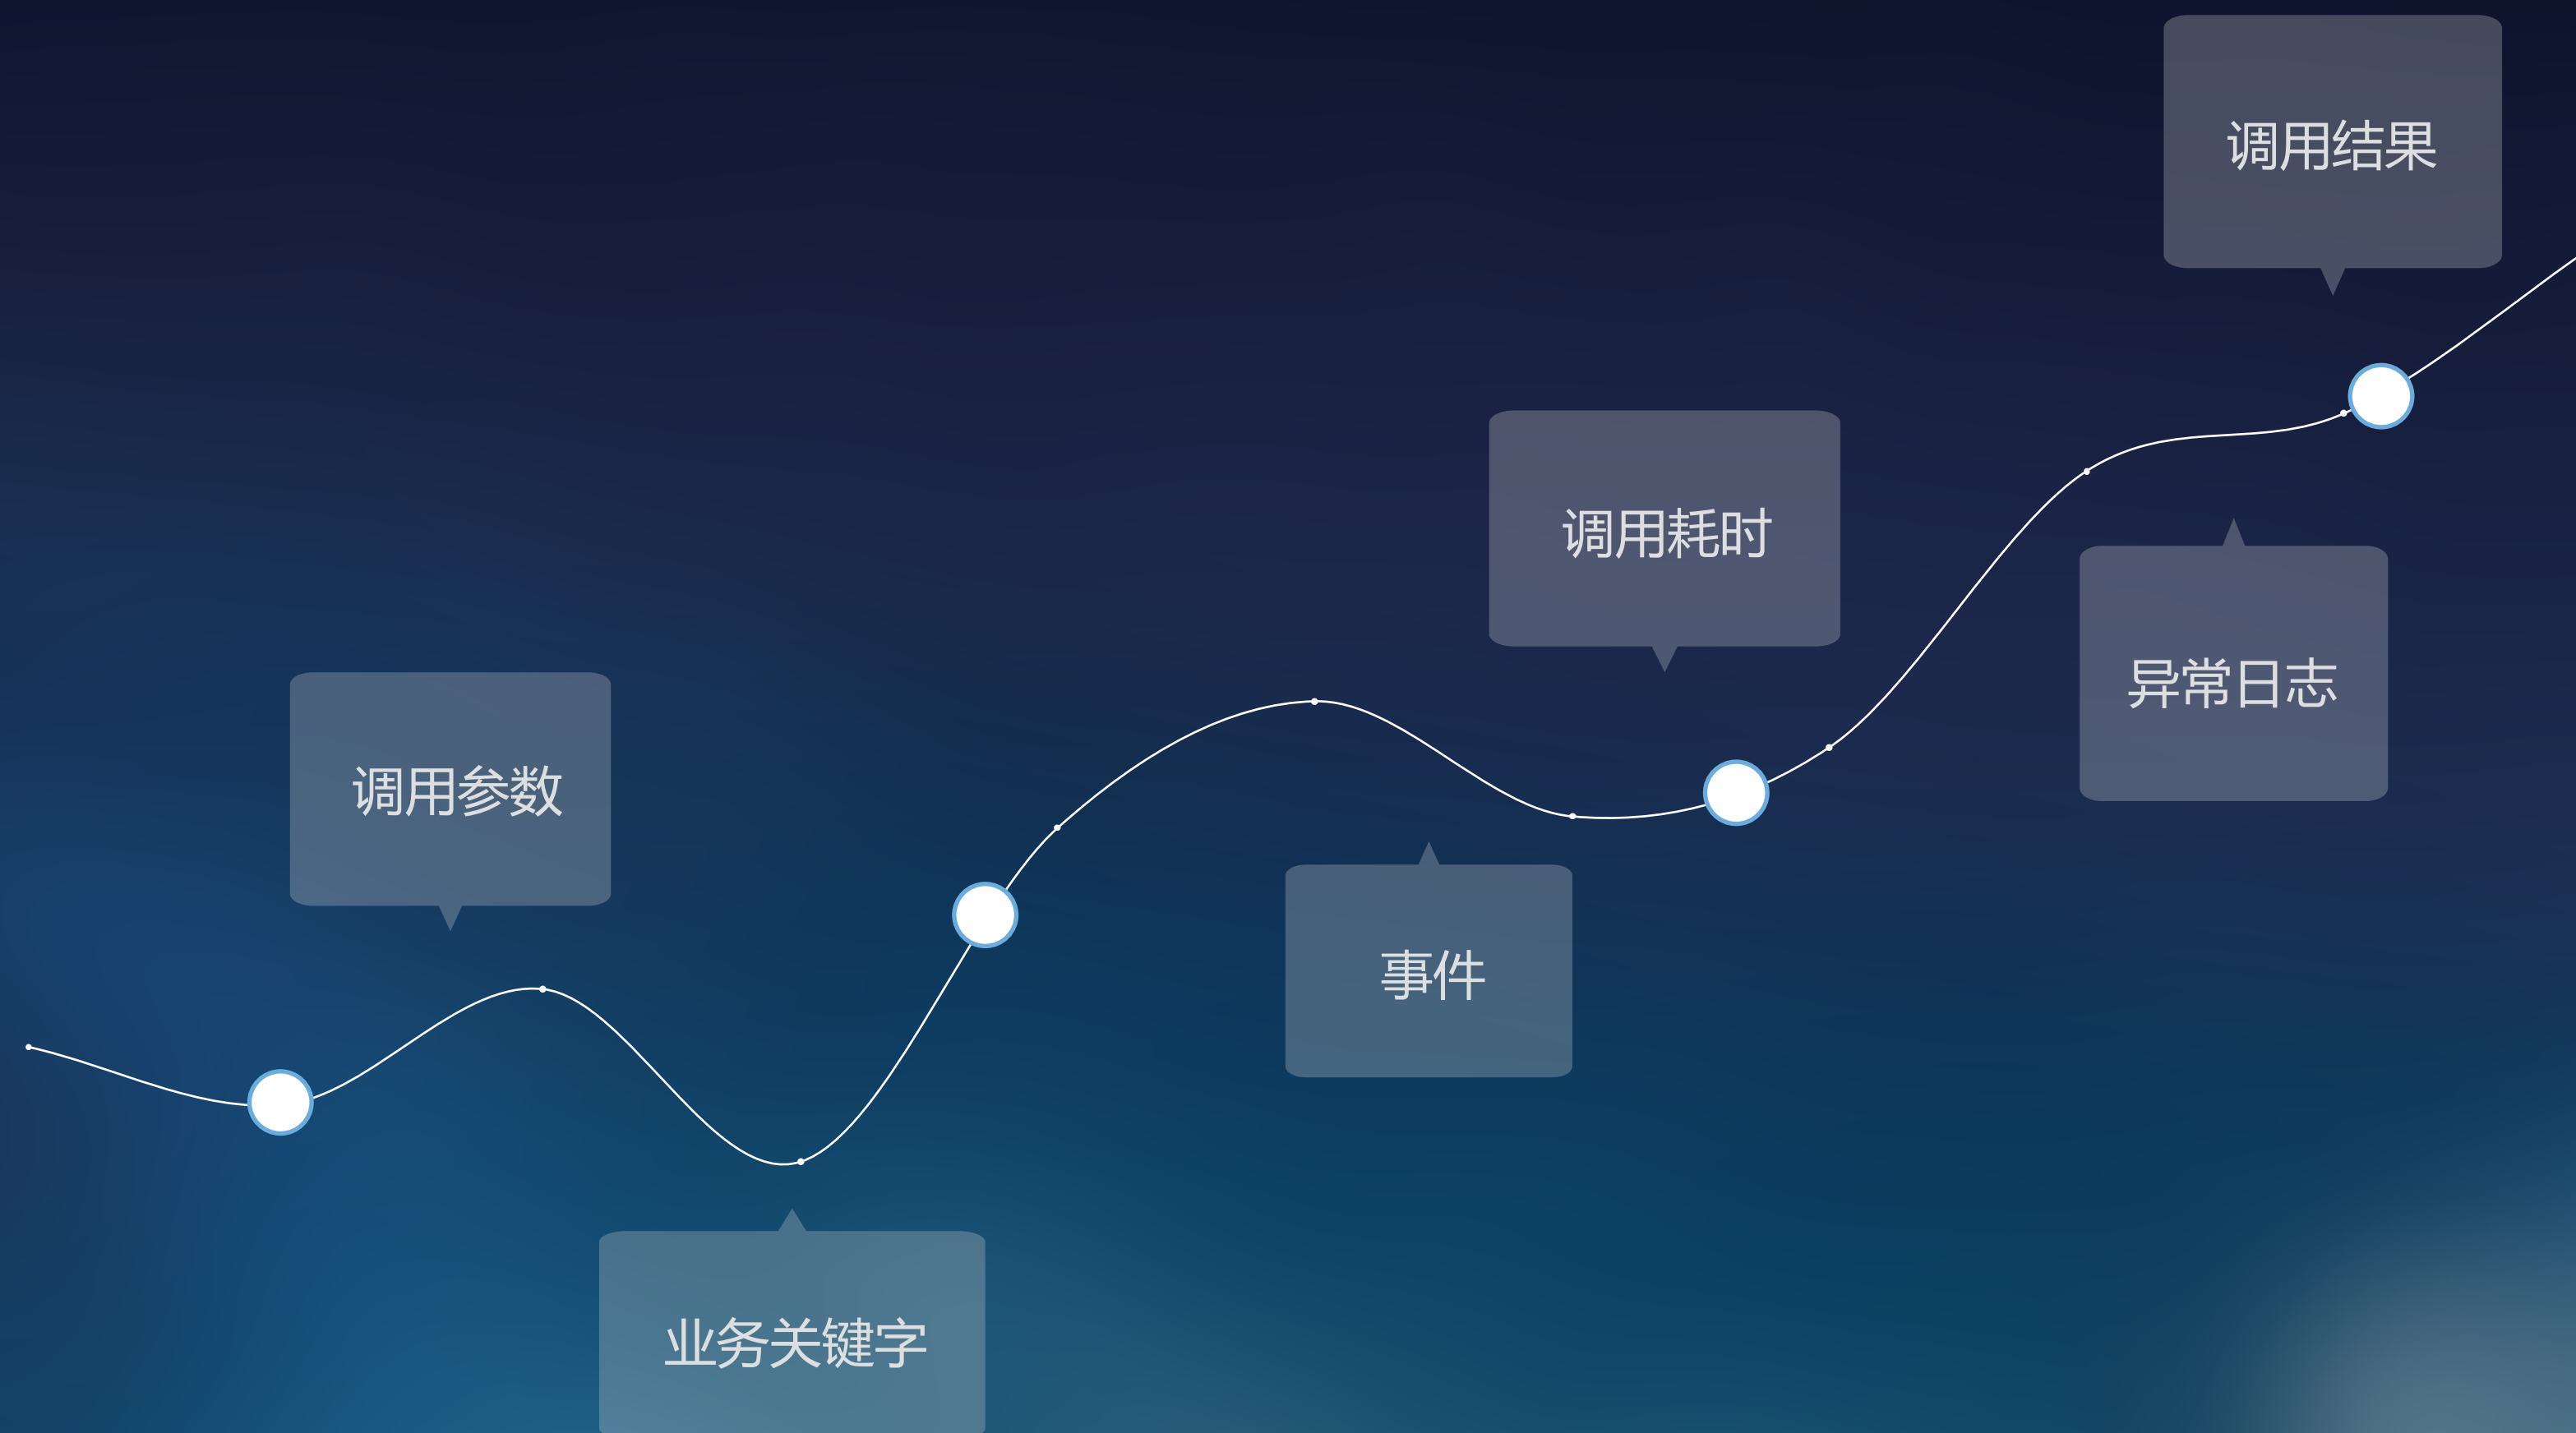 调用结果
调用耗时
异常日志
调用参数
事件
业务关键字